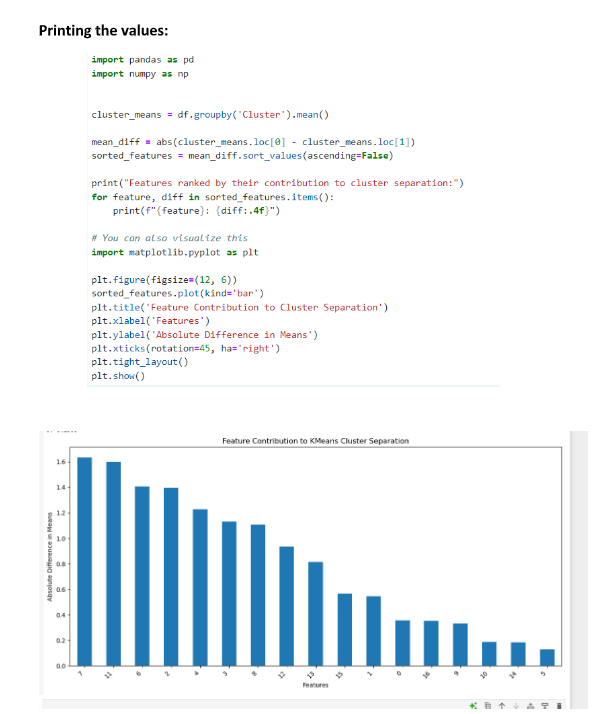 Printing the values:
import pandas as pd
import numpy as np
cluster_means = df.groupby('Cluster').mean()
mean_diff = abs(cluster_means.loc[0] - cluster_means.loc[1])
sorted_features = mean_diff.sort_values(ascending=False)
print("Features ranked by their contribution to cluster separation:")
for feature, diff in sorted_features.items():
print(f"{feature}: {diff:.4f}")
# You can also visualize this
import matplotlib.pyplot as plt
plt.figure(figsize=(12, 6))
sorted_features.plot(kind='bar')
plt.title('Feature Contribution to Cluster Separation')
plt.xlabel('Features')
plt.ylabel('Absolute Difference in Means')
plt.xticks(rotation=45, ha='right')
plt.tight_layout()
plt.show()
Feature Contribution to KMeans Cluster Separation
Absolute Difference in Means
1.6
1.4
1.2
1.0
0.8
0.6
0.4
0.2
0.0
7 11 6 2 4 3 8 12 13 15 1 0 16 9 10 14 5
Features